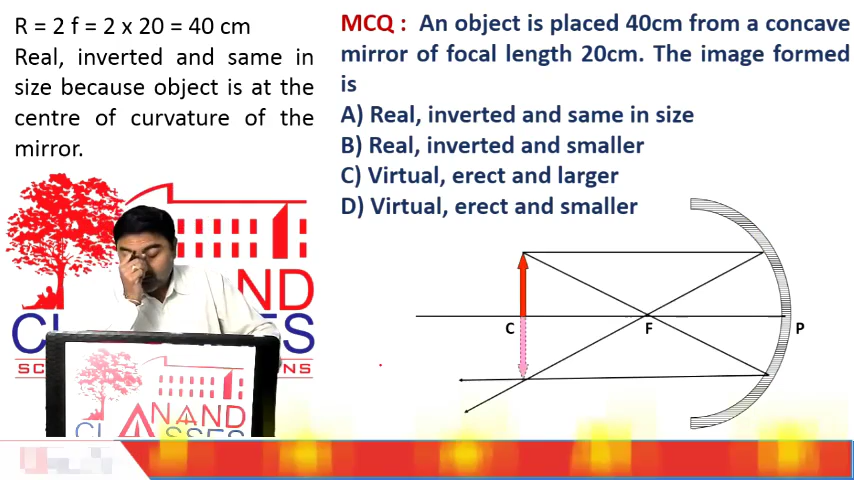 R = 2 f = 2 x 20 = 40 cm
Real, inverted and same in
size because object is at the
centre of curvature of the
mirror.
MCQ : An object is placed 40cm from a concave
mirror of focal length 20cm. The image formed
is
A) Real, inverted and same in size
B) Real, inverted and smaller
C) Virtual, erect and larger
D) Virtual, erect and smaller
C F P
ANAND